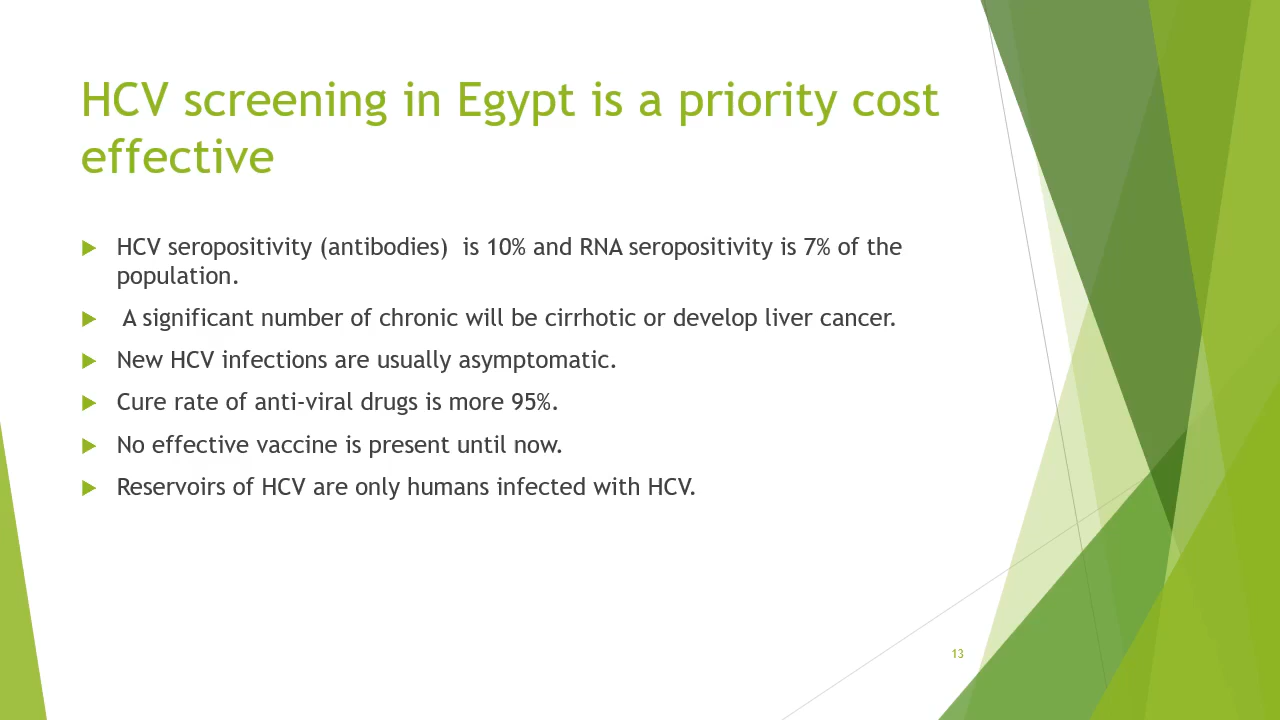 HCV screening in Egypt is a priority cost
effective
HCV seropositivity (antibodies)  is 10% and RNA seropositivity is 7% of the
population.
A significant number of chronic will be cirrhotic or develop liver cancer.
New HCV infections are usually asymptomatic.
Cure rate of anti-viral drugs is more 95%.
No effective vaccine is present until now.
Reservoirs of HCV are only humans infected with HCV.
13